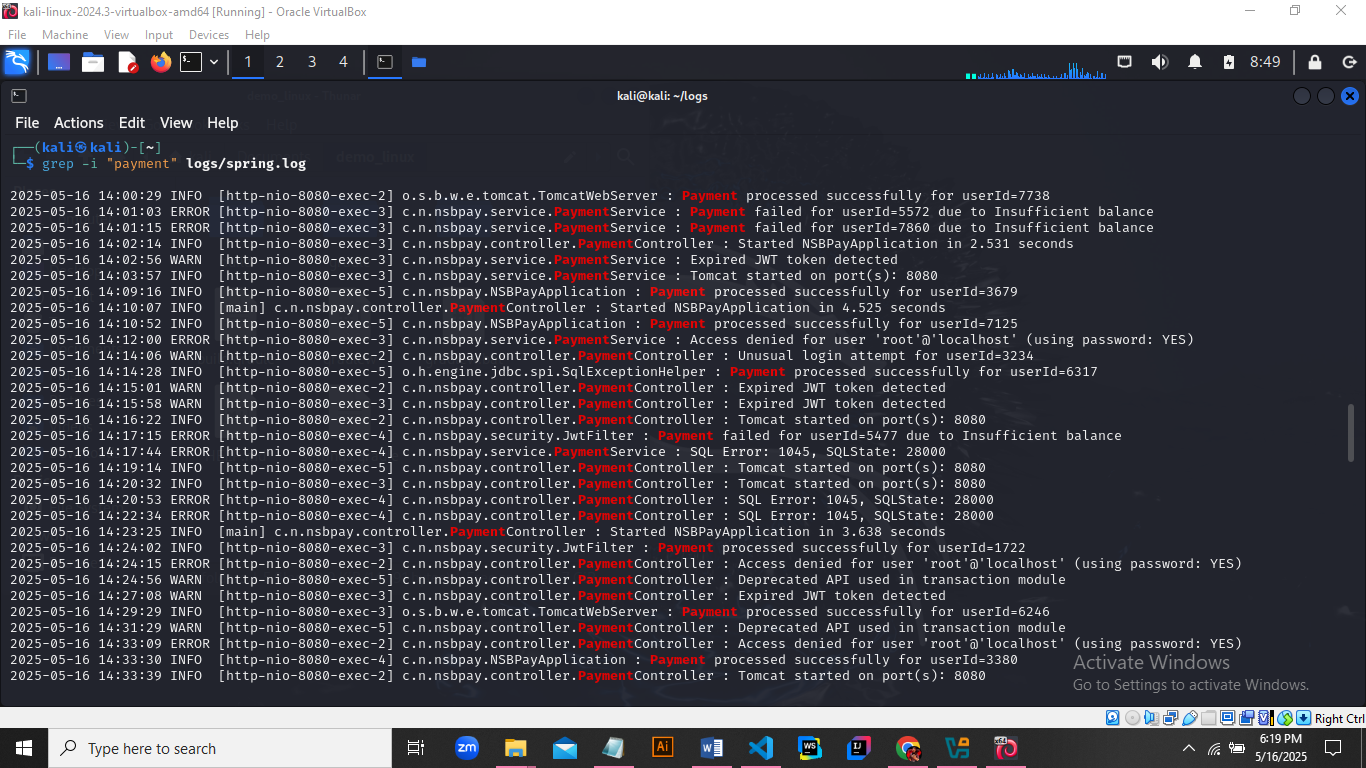 kali-linux-2024.3-virtualbox-amd64 [Running] - Oracle VirtualBox
File Machine View Input Devices Help
1 2 3 4 8:49
kali@kali: ~/logs
File Actions Edit View Help
┌──(kali㉿kali)-[~]
└─$ grep -i "payment" logs/spring.log
2025-05-16 14:00:29 INFO [http-nio-8080-exec-2] o.s.b.w.e.tomcat.TomcatWebServer : Payment processed successfully for userId=7738
2025-05-16 14:01:03 ERROR [http-nio-8080-exec-3] c.n.nsbpay.service.PaymentService : Payment failed for userId=5572 due to Insufficient balance
2025-05-16 14:01:15 ERROR [http-nio-8080-exec-3] c.n.nsbpay.service.PaymentService : Payment failed for userId=7860 due to Insufficient balance
2025-05-16 14:02:14 INFO [http-nio-8080-exec-3] c.n.nsbpay.controller.PaymentController : Started NSBPayApplication in 2.531 seconds
2025-05-16 14:02:56 WARN [http-nio-8080-exec-3] c.n.nsbpay.service.PaymentService : Expired JWT token detected
2025-05-16 14:03:57 INFO [http-nio-8080-exec-3] c.n.nsbpay.service.PaymentService : Tomcat started on port(s): 8080
2025-05-16 14:09:16 INFO [http-nio-8080-exec-5] c.n.nsbpay.NSBPayApplication : Payment processed successfully for userId=3679
2025-05-16 14:10:07 INFO [main] c.n.nsbpay.controller.PaymentController : Started NSBPayApplication in 4.525 seconds
2025-05-16 14:10:52 INFO [http-nio-8080-exec-5] c.n.nsbpay.NSBPayApplication : Payment processed successfully for userId=7125
2025-05-16 14:12:00 ERROR [http-nio-8080-exec-3] c.n.nsbpay.service.PaymentService : Access denied for user 'root'@'localhost' (using password: YES)
2025-05-16 14:14:06 WARN [http-nio-8080-exec-2] c.n.nsbpay.controller.PaymentController : Unusual login attempt for userId=3234
2025-05-16 14:14:28 INFO [http-nio-8080-exec-5] o.h.engine.jdbc.spi.SqlExceptionHelper : Payment processed successfully for userId=6317
2025-05-16 14:15:01 WARN [http-nio-8080-exec-2] c.n.nsbpay.controller.PaymentController : Expired JWT token detected
2025-05-16 14:15:58 WARN [http-nio-8080-exec-3] c.n.nsbpay.controller.PaymentController : Expired JWT token detected
2025-05-16 14:16:22 INFO [http-nio-8080-exec-2] c.n.nsbpay.controller.PaymentController : Tomcat started on port(s): 8080
2025-05-16 14:17:15 ERROR [http-nio-8080-exec-4] c.n.nsbpay.security.JwtFilter : Payment failed for userId=5477 due to Insufficient balance
2025-05-16 14:17:44 ERROR [http-nio-8080-exec-4] c.n.nsbpay.service.PaymentService : SQL Error: 1045, SQLState: 28000
2025-05-16 14:19:14 INFO [http-nio-8080-exec-5] c.n.nsbpay.controller.PaymentController : Tomcat started on port(s): 8080
2025-05-16 14:20:32 INFO [http-nio-8080-exec-3] c.n.nsbpay.controller.PaymentController : Tomcat started on port(s): 8080
2025-05-16 14:20:53 ERROR [http-nio-8080-exec-4] c.n.nsbpay.controller.PaymentController : SQL Error: 1045, SQLState: 28000
2025-05-16 14:22:34 ERROR [http-nio-8080-exec-4] c.n.nsbpay.controller.PaymentController : SQL Error: 1045, SQLState: 28000
2025-05-16 14:23:25 INFO [main] c.n.nsbpay.controller.PaymentController : Started NSBPayApplication in 3.638 seconds
2025-05-16 14:24:02 INFO [http-nio-8080-exec-3] c.n.nsbpay.security.JwtFilter : Payment processed successfully for userId=1722
2025-05-16 14:24:15 ERROR [http-nio-8080-exec-2] c.n.nsbpay.controller.PaymentController : Access denied for user 'root'@'localhost' (using password: YES)
2025-05-16 14:24:56 WARN [http-nio-8080-exec-5] c.n.nsbpay.controller.PaymentController : Deprecated API used in transaction module
2025-05-16 14:27:08 WARN [http-nio-8080-exec-3] c.n.nsbpay.controller.PaymentController : Expired JWT token detected
2025-05-16 14:29:29 INFO [http-nio-8080-exec-3] o.s.b.w.e.tomcat.TomcatWebServer : Payment processed successfully for userId=6246
2025-05-16 14:31:29 WARN [http-nio-8080-exec-5] c.n.nsbpay.controller.PaymentController : Deprecated API used in transaction module
2025-05-16 14:33:09 ERROR [http-nio-8080-exec-2] c.n.nsbpay.controller.PaymentController : Access denied for user 'root'@'localhost' (using password: YES)
2025-05-16 14:33:30 INFO [http-nio-8080-exec-4] c.n.nsbpay.NSBPayApplication : Payment processed successfully for userId=3380
2025-05-16 14:33:39 INFO [http-nio-8080-exec-2] c.n.nsbpay.controller.PaymentController : Tomcat started on port(s): 8080
Activate Windows
Go to Settings to activate Windows.
Right Ctrl
Type here to search
6:19 PM
5/16/2025